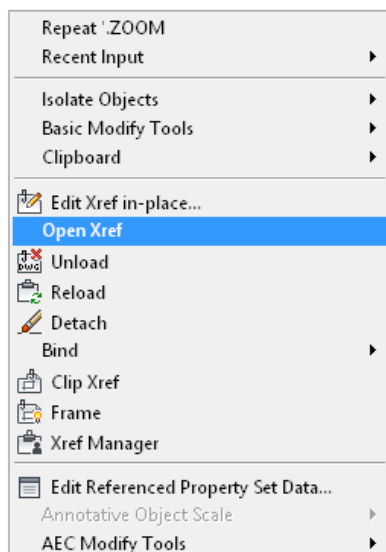 Repeat '.ZOOM
Recent Input
Isolate Objects
Basic Modify Tools
Clipboard
Edit Xref in-place...
Open Xref
Unload
Reload
Detach
Bind
Clip Xref
Frame
Xref Manager
Edit Referenced Property Set Data...
Annotative Object Scale
AEC Modify Tools